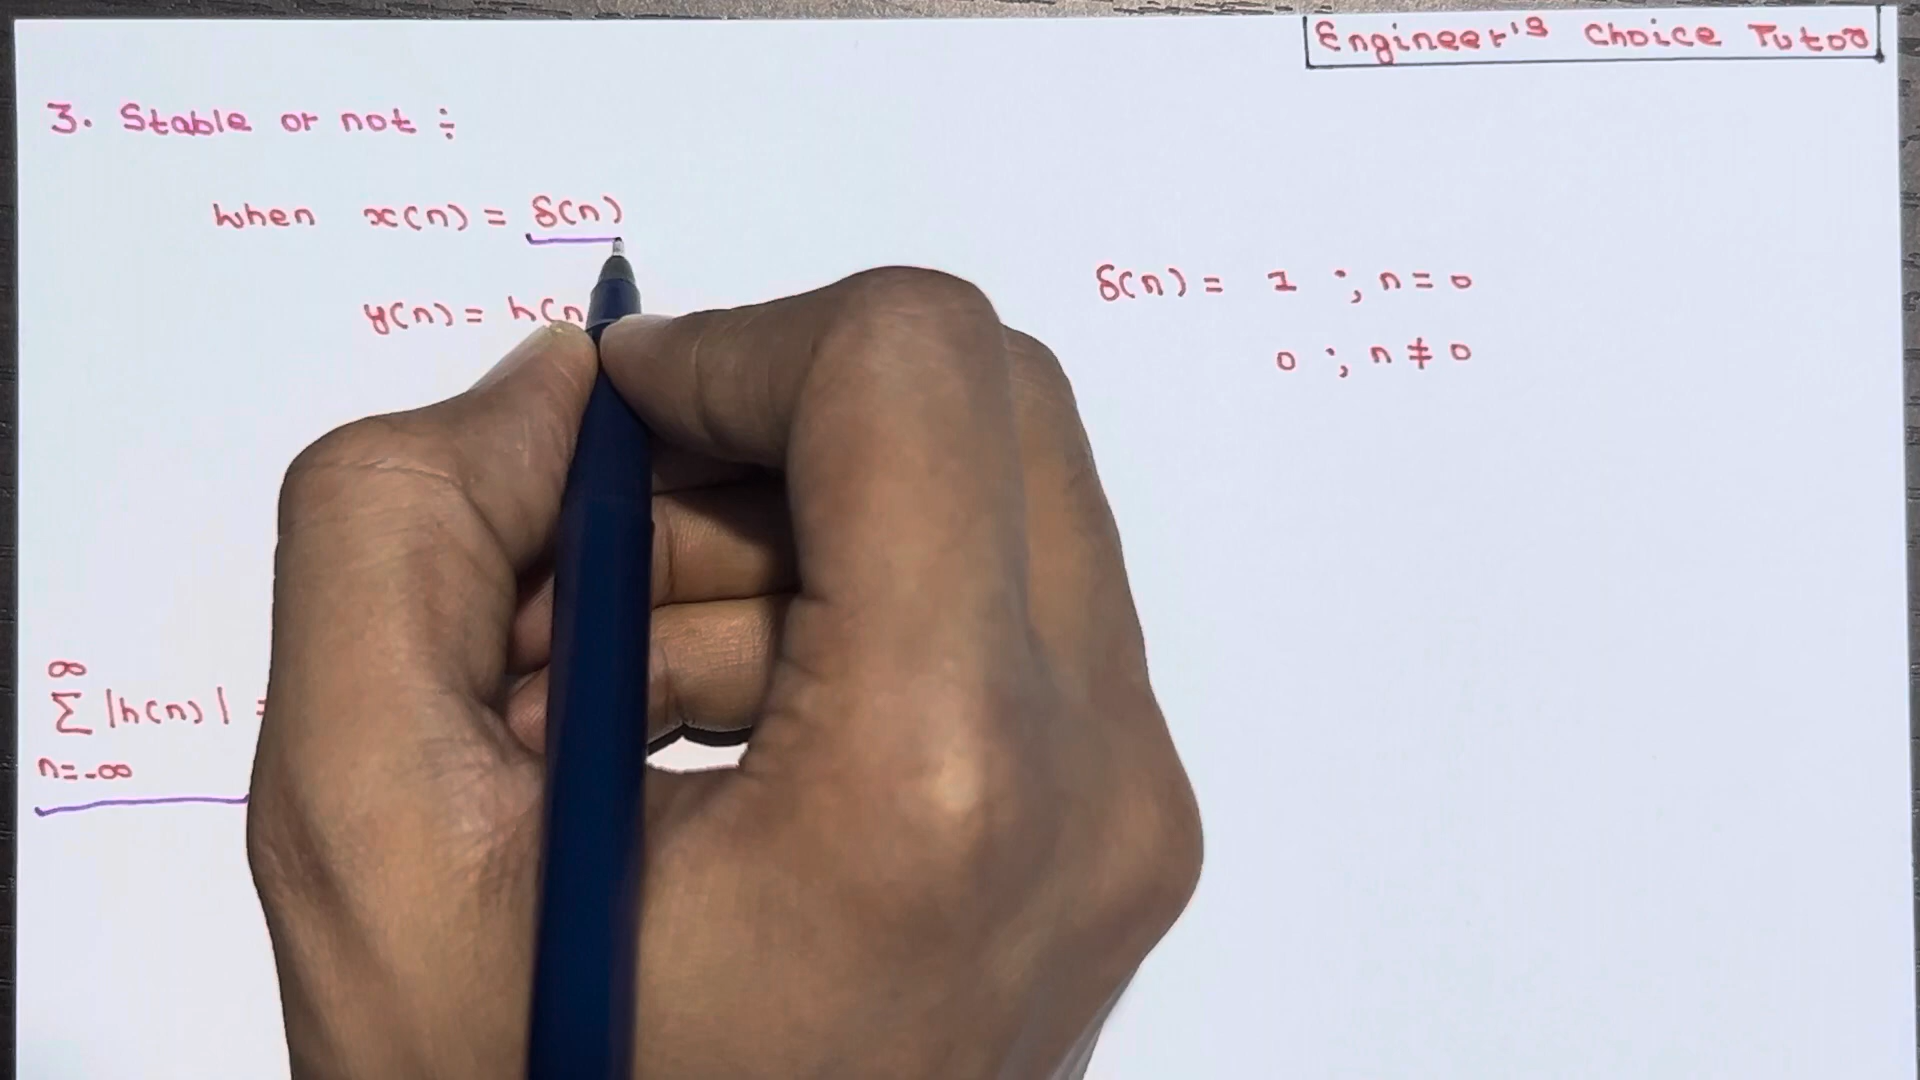 Engineer's Choice Tutor
3. Stable or not :
when x(n) = δ(n)
y(n) = h(n
δ(n) = 1 ; n = 0
0 ; n ≠ 0
∞
Σ |h(n)| =
n=-∞